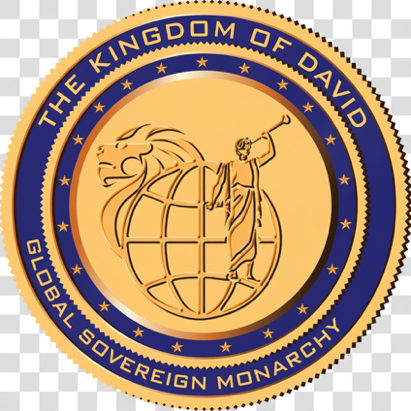 THE KINGDOM OF DAVID
GLOBAL SOVEREIGN MONARCHY